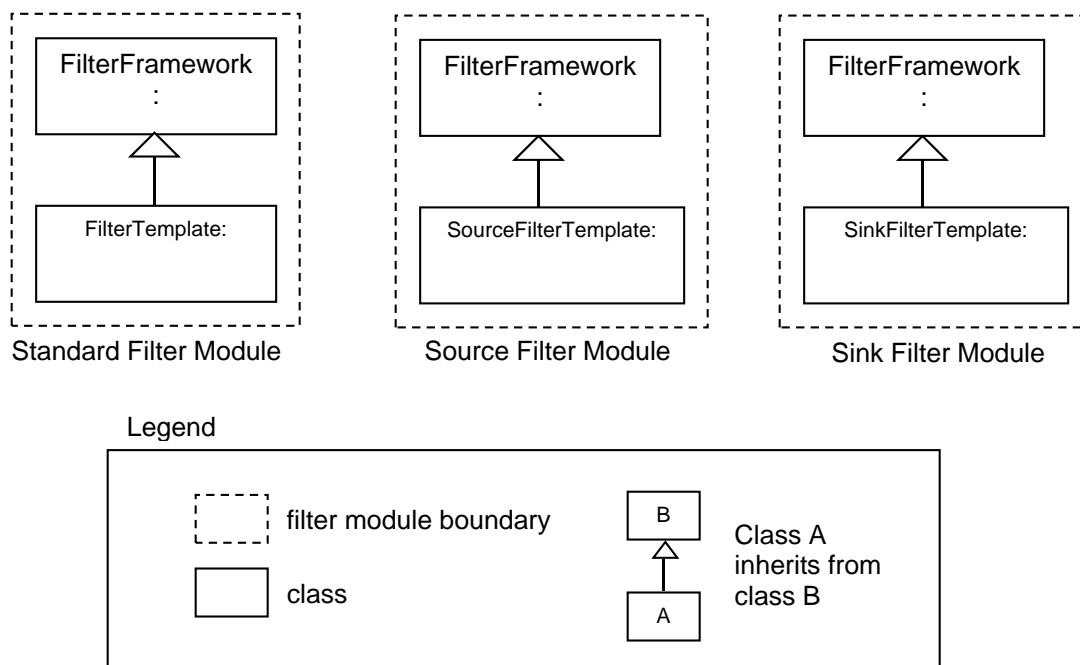 FilterFramework
:
FilterTemplate:
Standard Filter Module
FilterFramework
:
SourceFilterTemplate:
Source Filter Module
FilterFramework
:
SinkFilterTemplate:
Sink Filter Module
Legend
filter module boundary
class
B
A
Class A
inherits from
class B